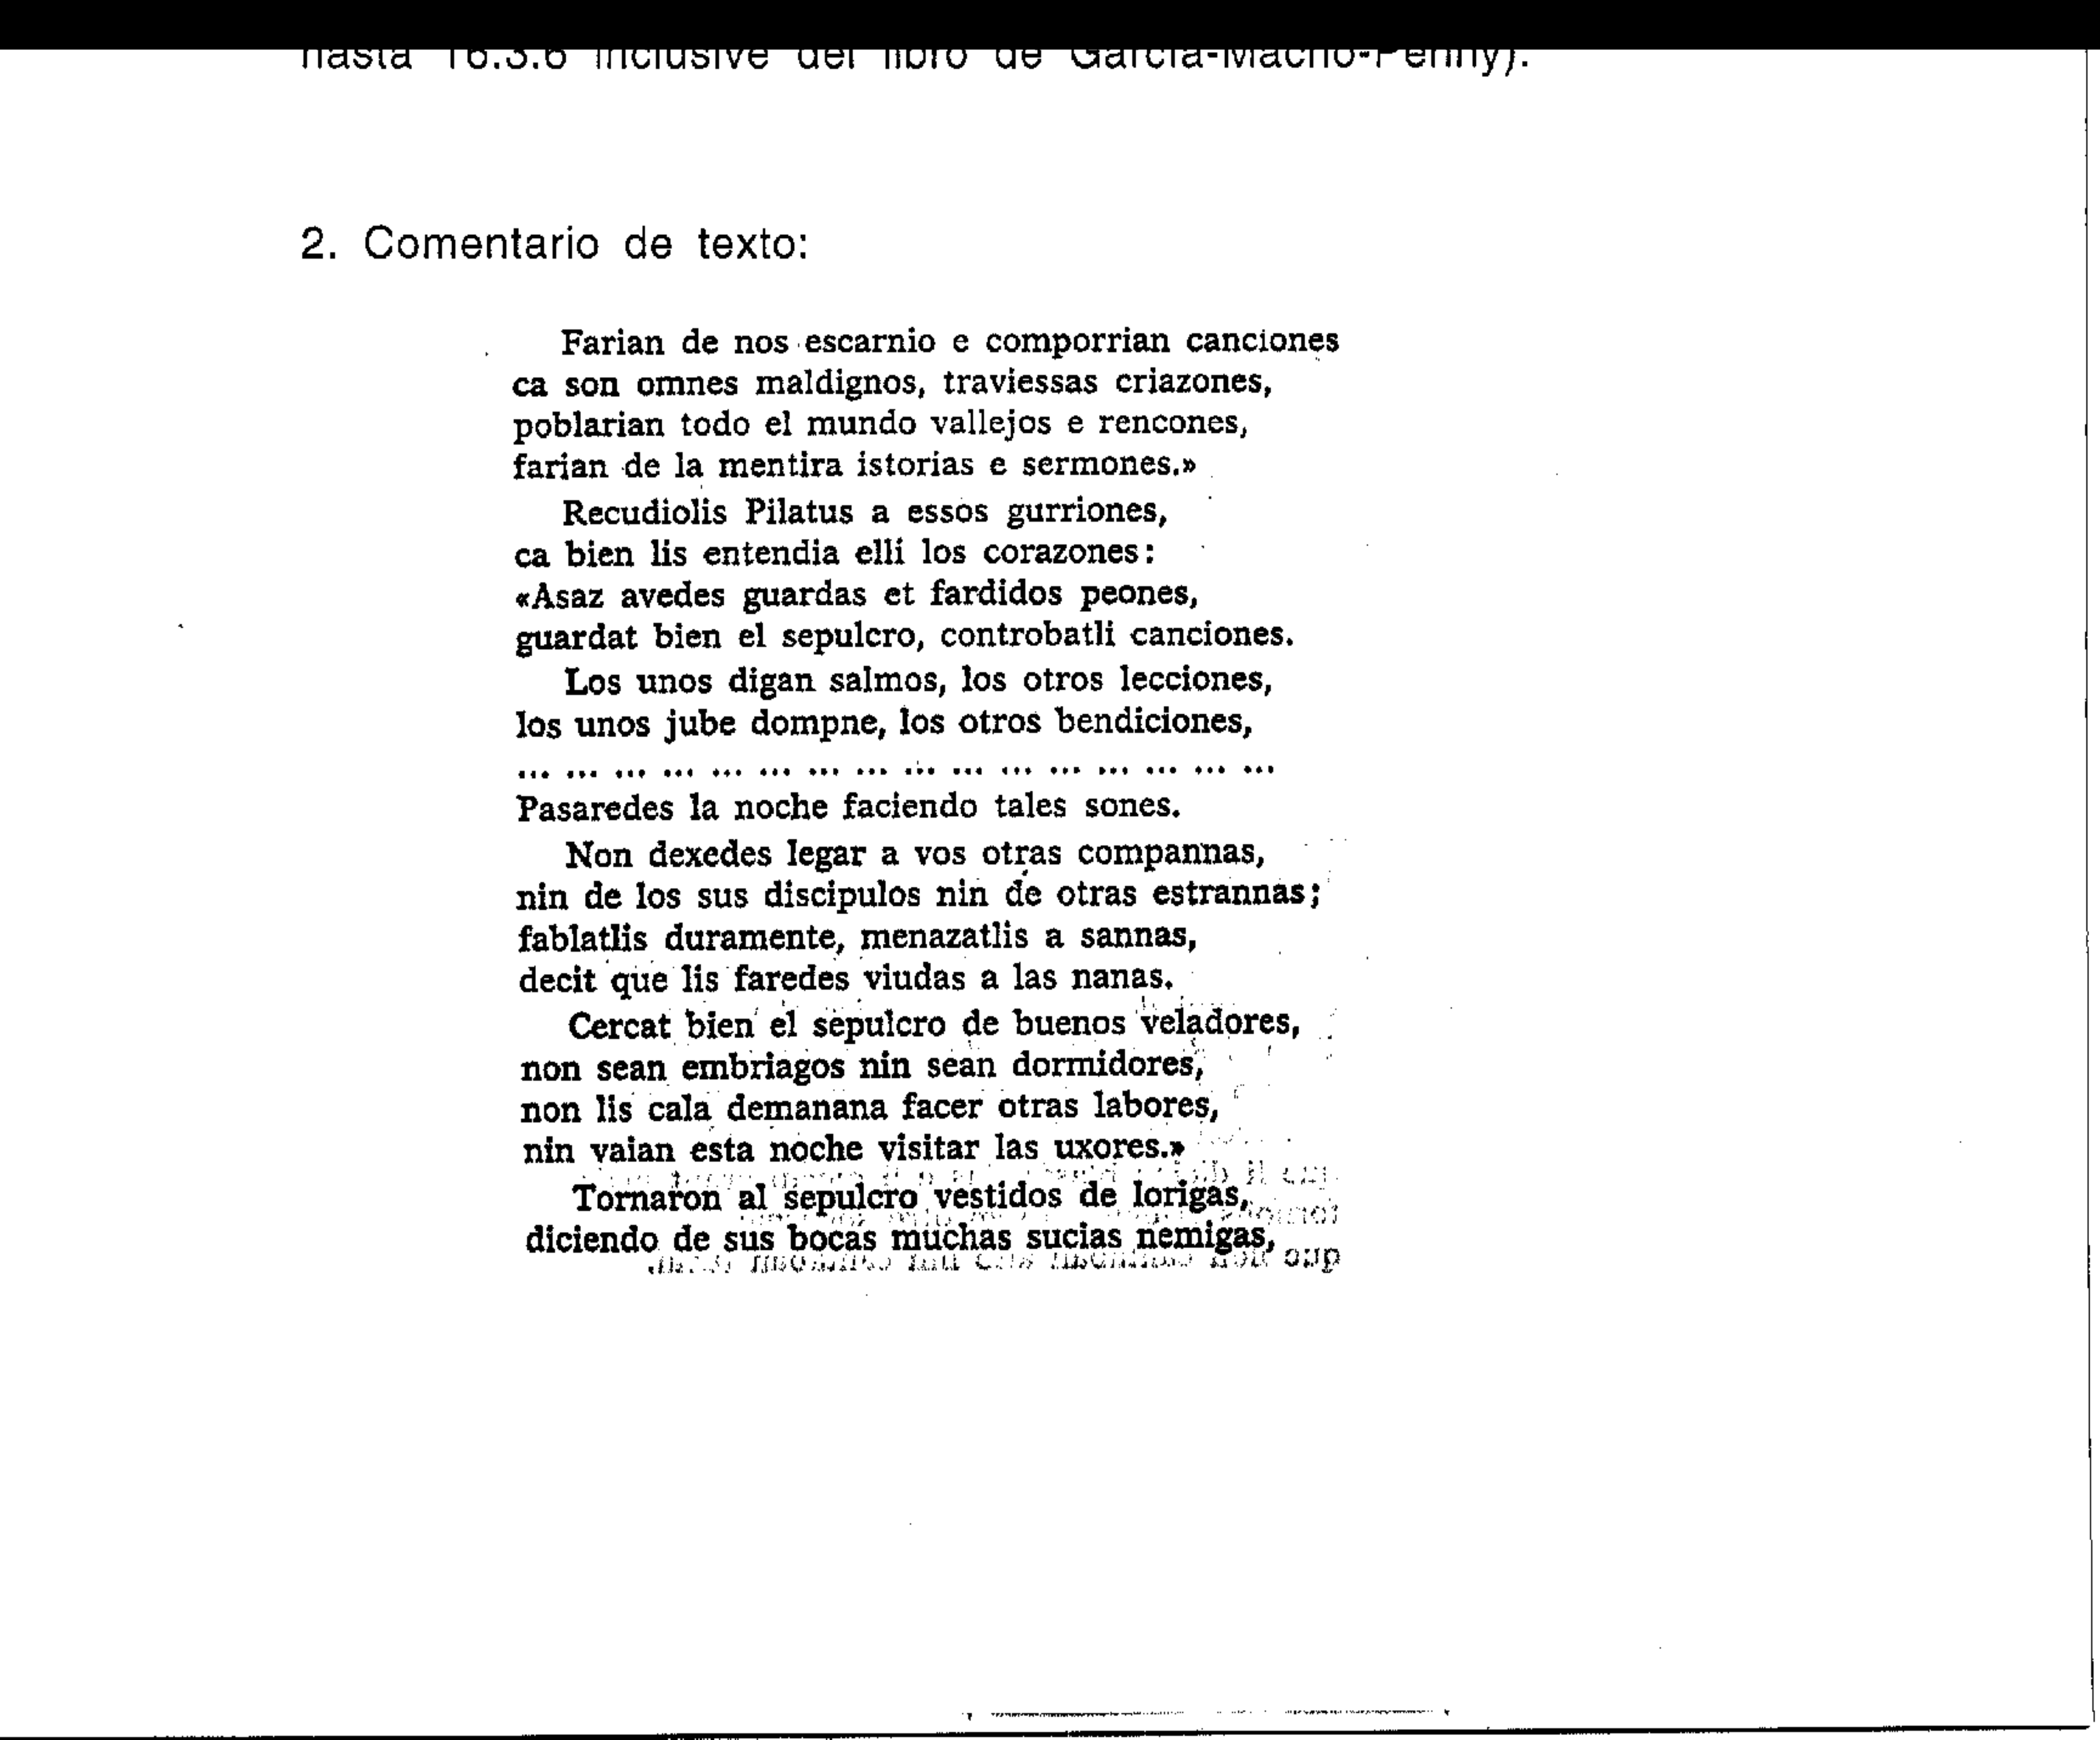 hasta 16.3.6 inclusive del libro de García-Macho-Penny).
2. Comentario de texto:
Farian de nos escarnio e comporrian canciones
ca son omnes maldignos, traviessas criazones,
poblarian todo el mundo vallejos e rencones,
farian de la mentira istorias e sermones.»
Recudiolis Pilatus a essos gurriones,
ca bien lis entendia elli los corazones:
«Asaz avedes guardas et fardidos peones,
guardat bien el sepulcro, controbatli canciones.
Los unos digan salmos, los otros lecciones,
los unos jube dompne, los otros bendiciones,
... ... ... ... ... ... ... ... ... ... ... ... ... ... ... ...
Pasaredes la noche faciendo tales sones.
Non dexedes legar a vos otras compannas,
nin de los sus discipulos nin de otras estrannas;
fablatlis duramente, menazatlis a sannas,
decit que lis faredes viudas a las nanas.
Cercat bien el sepulcro de buenos veladores,
non sean embriagos nin sean dormidores,
non lis cala demanana facer otras labores,
nin vaian esta noche visitar las uxores.»
Tornaron al sepulcro vestidos de lorigas,
diciendo de sus bocas muchas sucias nemigas,